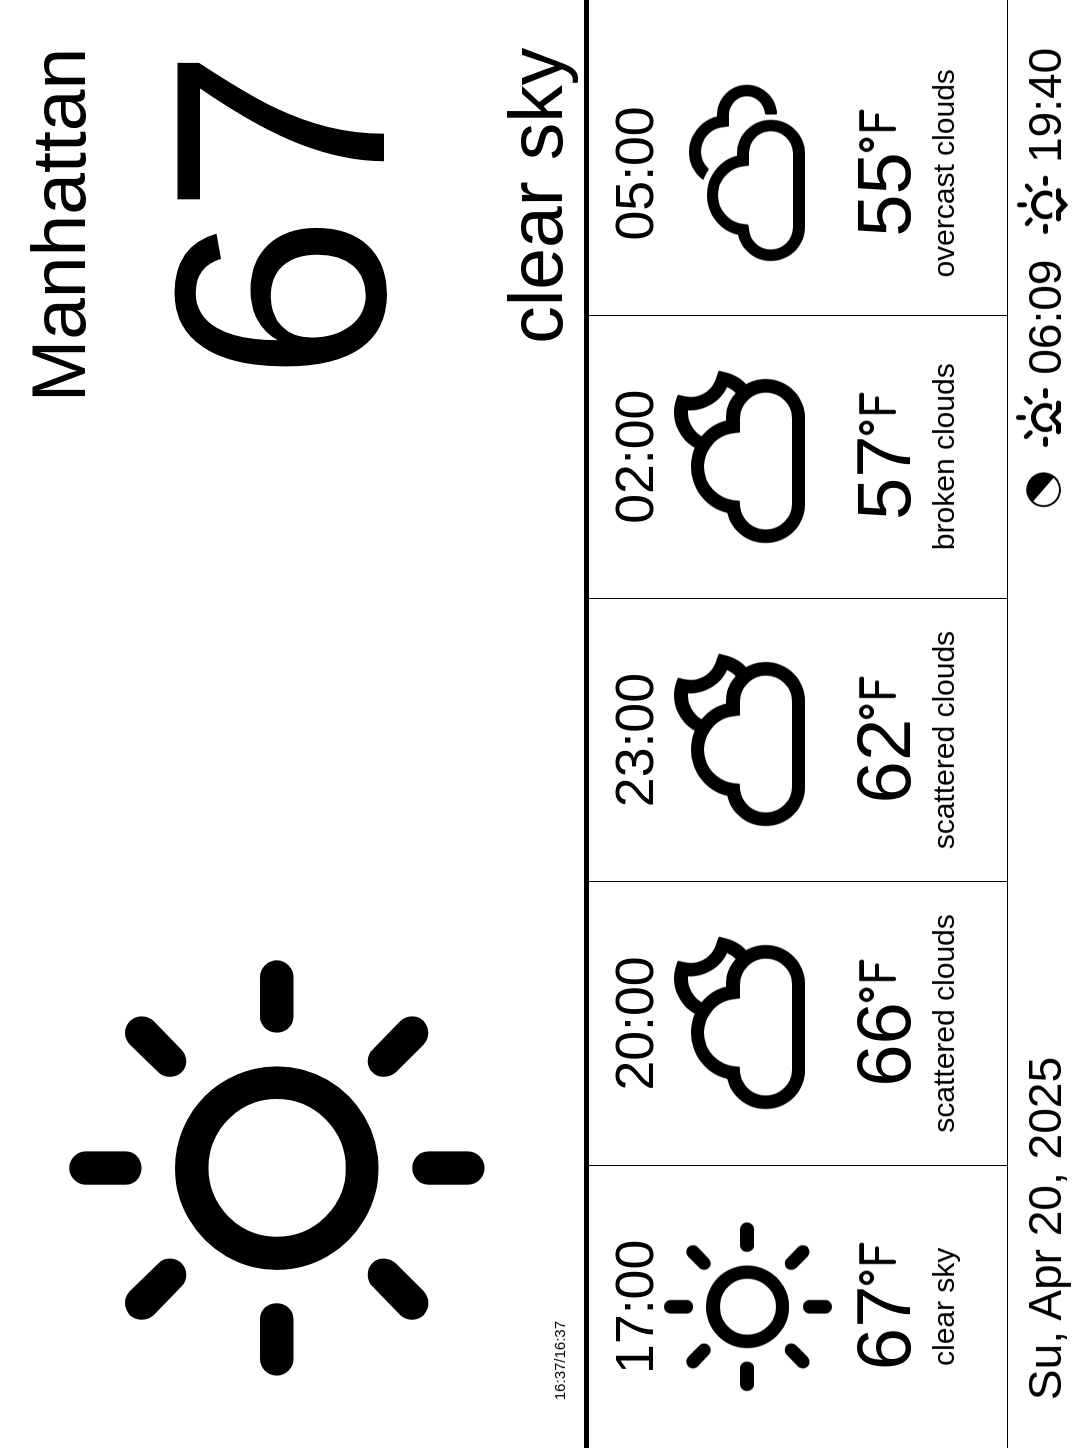 Manhattan
67
clear sky
16:37/16:37
17:00
67°F
clear sky
20:00
66°F
scattered clouds
23:00
62°F
scattered clouds
02:00
57°F
broken clouds
05:00
55°F
overcast clouds
Su, Apr 20, 2025
06:09
19:40